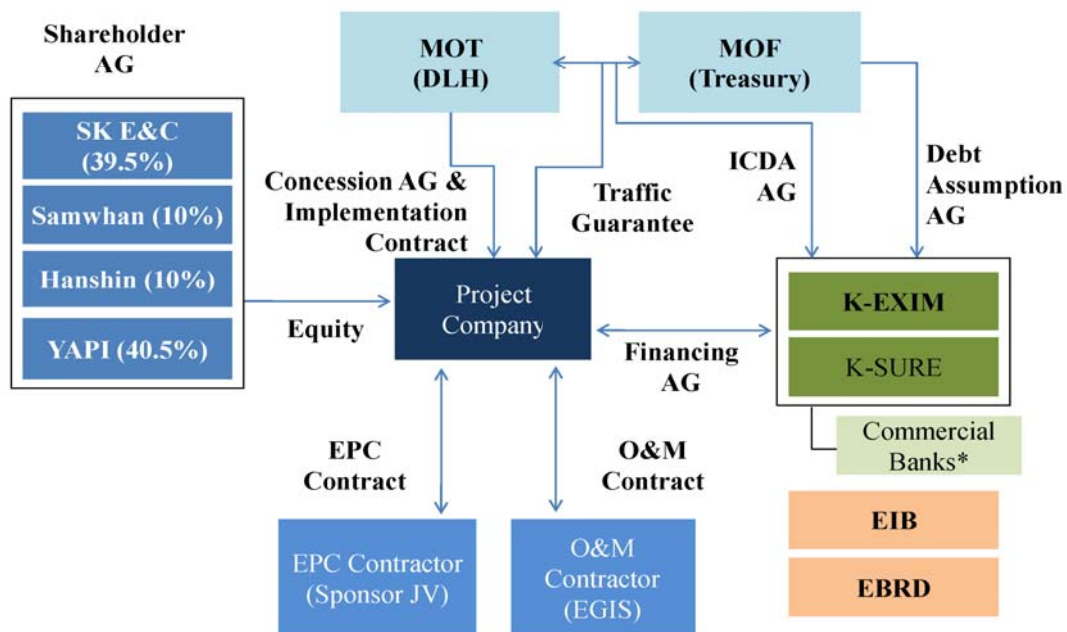 Shareholder
AG
SK E&C
(39.5%)
Samwhan (10%)
Hanshin (10%)
YAPI (40.5%)
MOT
(DLH)
MOF
(Treasury)
Concession AG &
Implementation
Contract
Traffic
Guarantee
ICDA
AG
Debt
Assumption
AG
Equity
Project
Company
Financing
AG
K-EXIM
K-SURE
Commercial
Banks*
EIB
EBRD
EPC
Contract
O&M
Contract
EPC Contractor
(Sponsor JV)
O&M
Contractor
(EGIS)